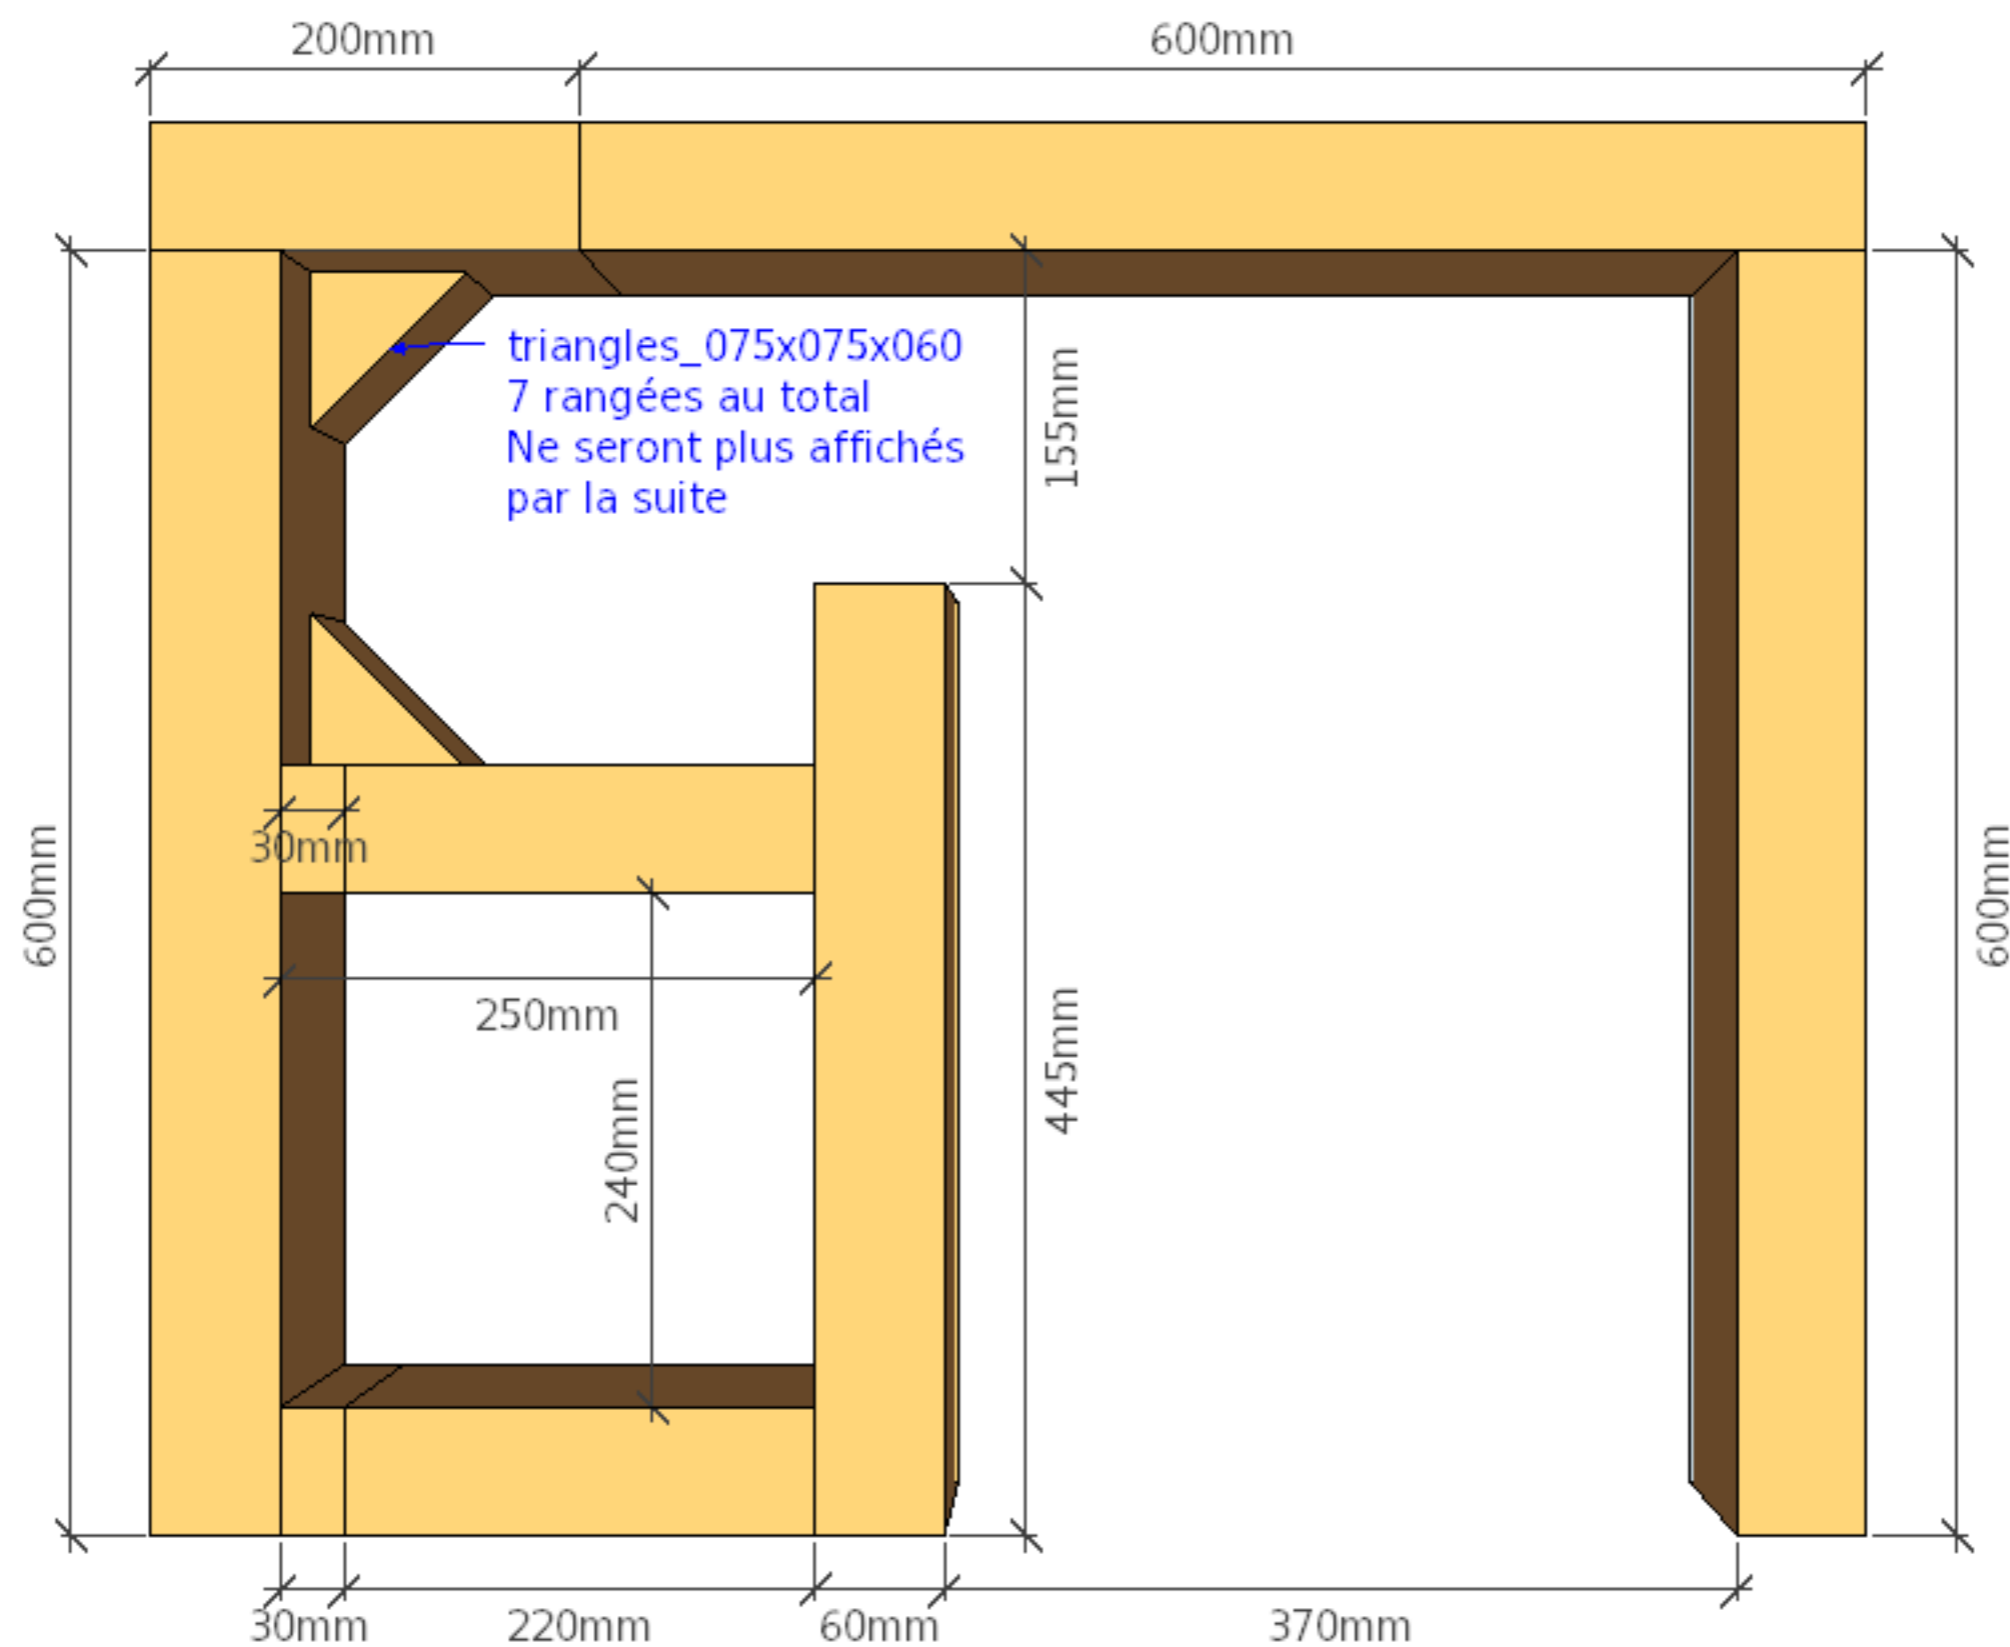 200mm
600mm
triangles_075x075x060
7 rangées au total
Ne seront plus affichés
par la suite
155mm
30mm
600mm
600mm
250mm
445mm
240mm
30mm
220mm
60mm
370mm